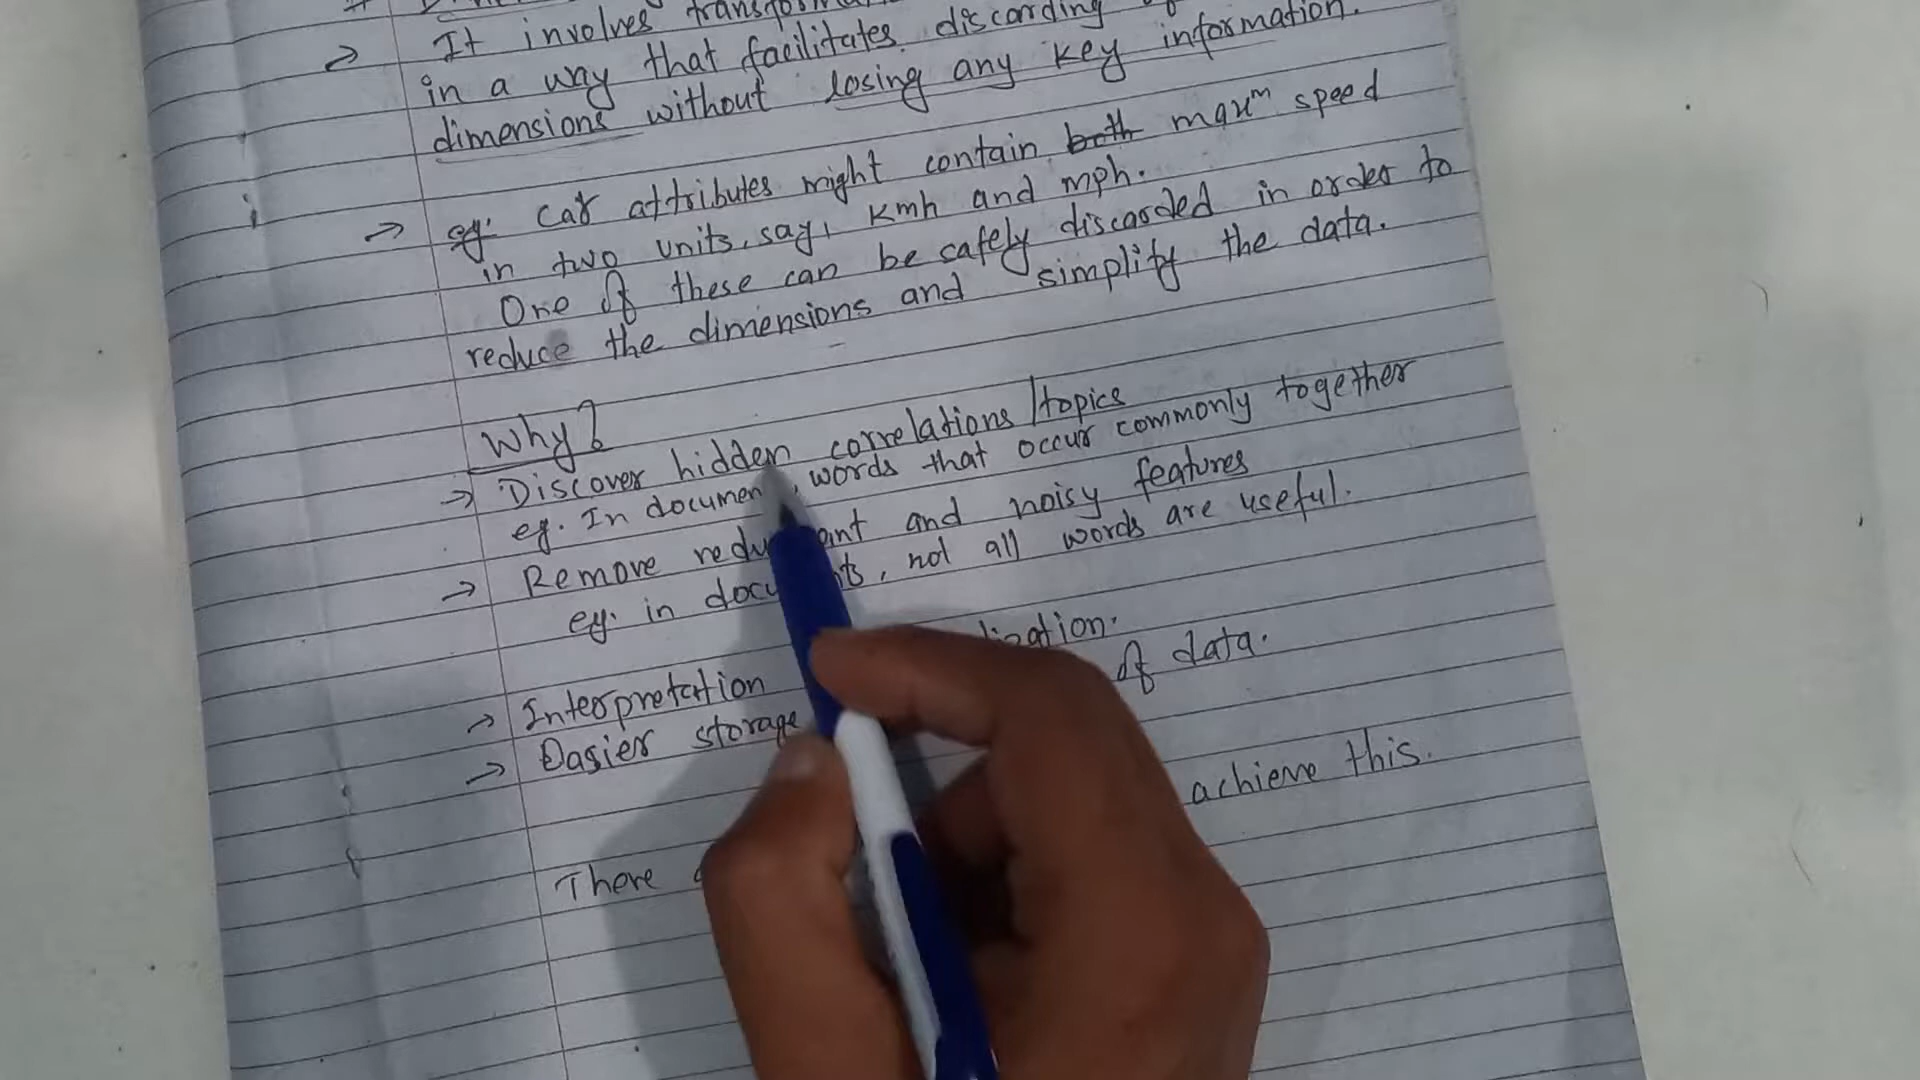 It involves
in a way that facilitates discarding
dimensions without losing any key information.
eg: car attributes might contain both maxᵐ speed
in two units, say, Kmh and mph.
One of these can be safely discarded in order to
reduce the dimensions and simplify the data.
Why?
→ Discover hidden correlations/topics
eg. In document, words that occur commonly together
→ Remove and noisy features
eg. in, not all words are useful.
→ Interpretation
→ Easier storage of data.
There achieve this.